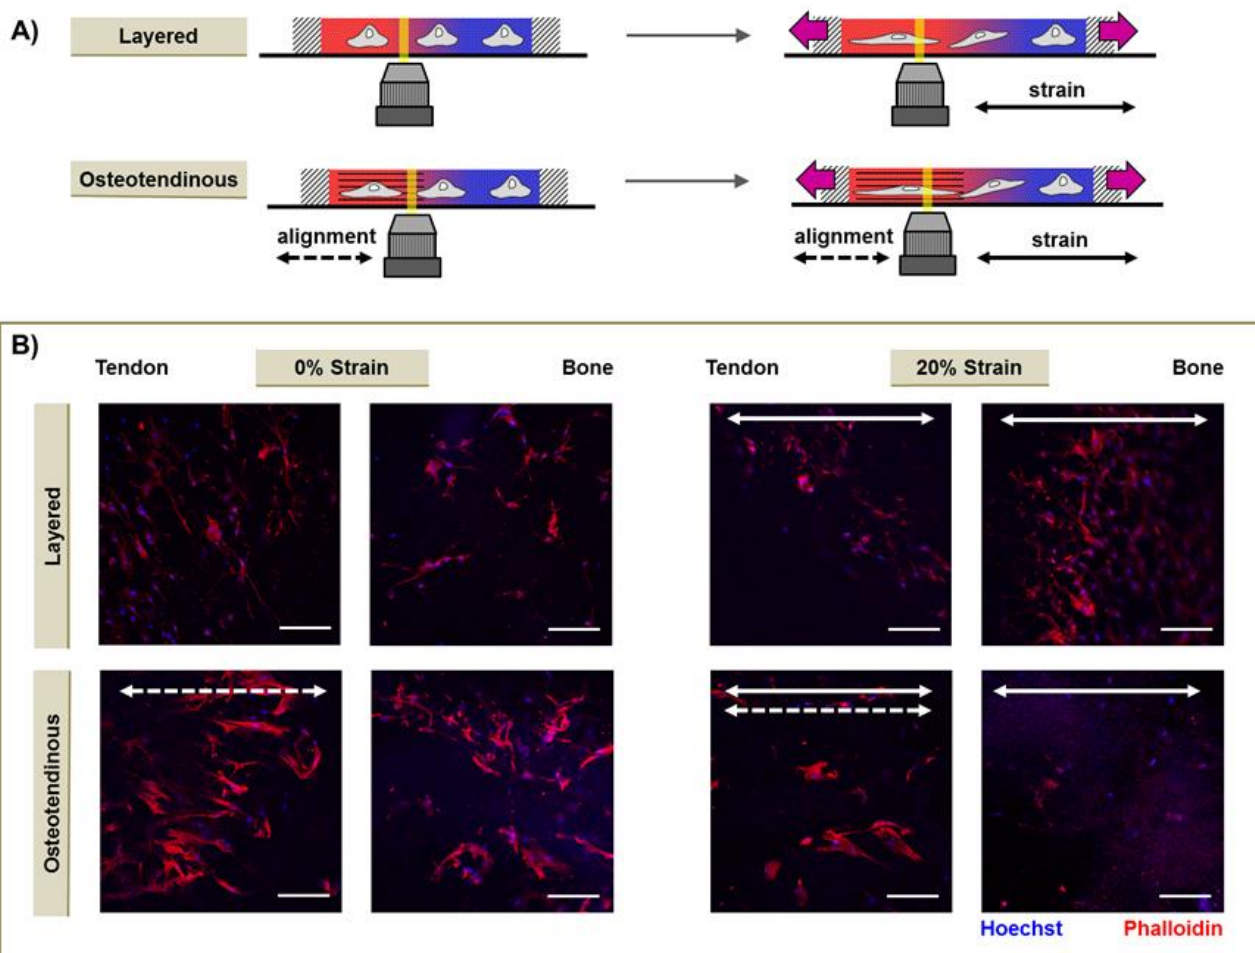 A)
Layered
strain
Osteotendinous
alignment
alignment
strain
B)
Tendon
0% Strain
Bone
Tendon
20% Strain
Bone
Layered
Osteotendinous
Hoechst
Phalloidin